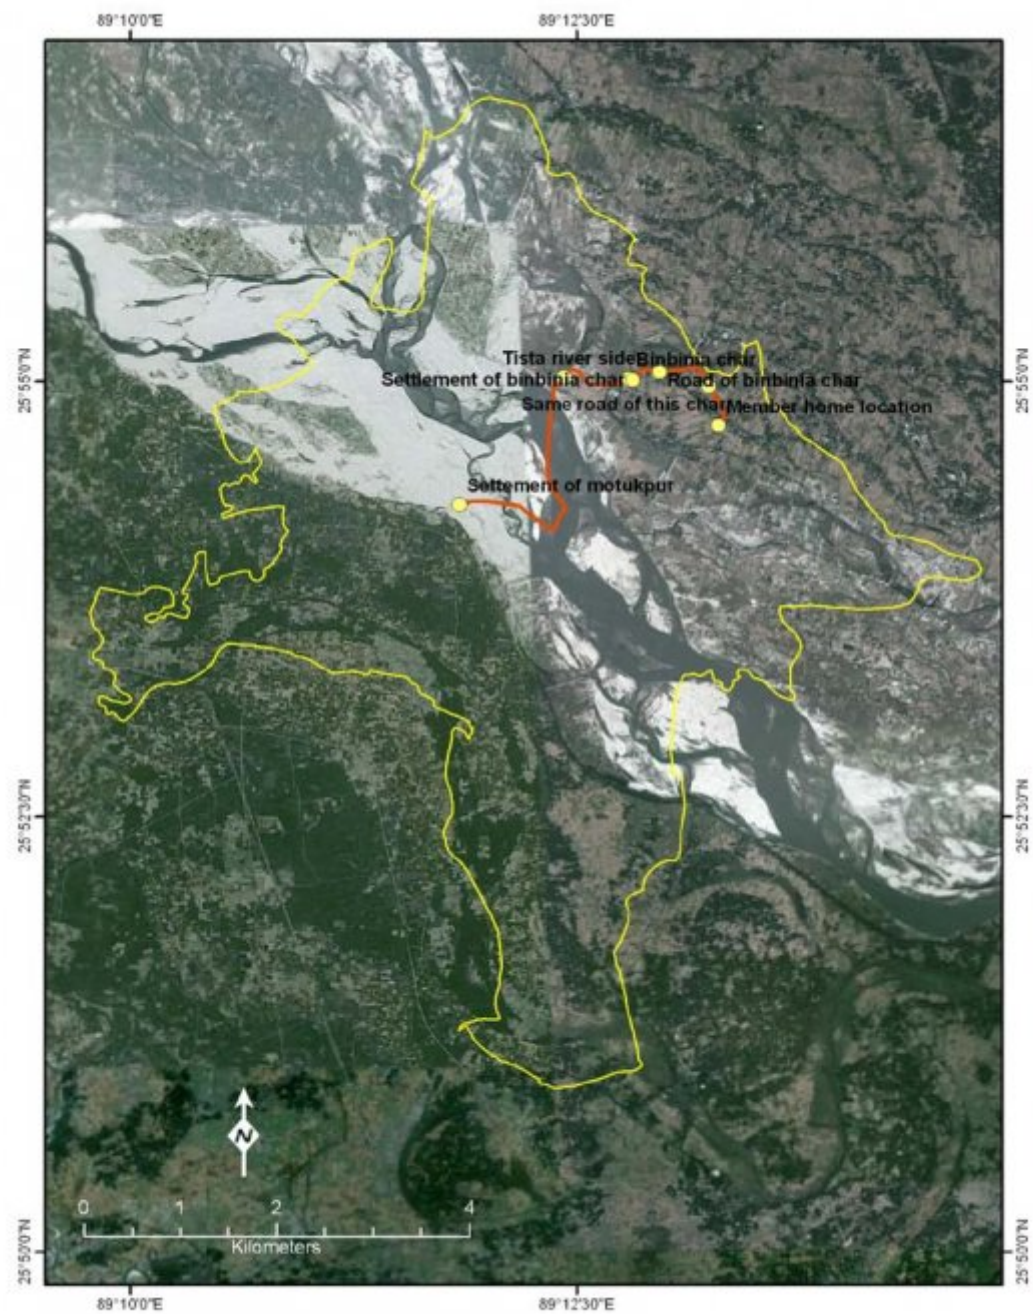 89°10'0"E
89°12'30"E
25°55'0"N
25°55'0"N
Tista river side
Binbinia char
Settlement of binbinia char
Road of binbinia char
Same road of this char
Member home location
Settement of motukpur
25°52'30"N
25°52'30"N
N
0 1 2 4
Kilometers
25°50'0"N
25°50'0"N
89°10'0"E
89°12'30"E